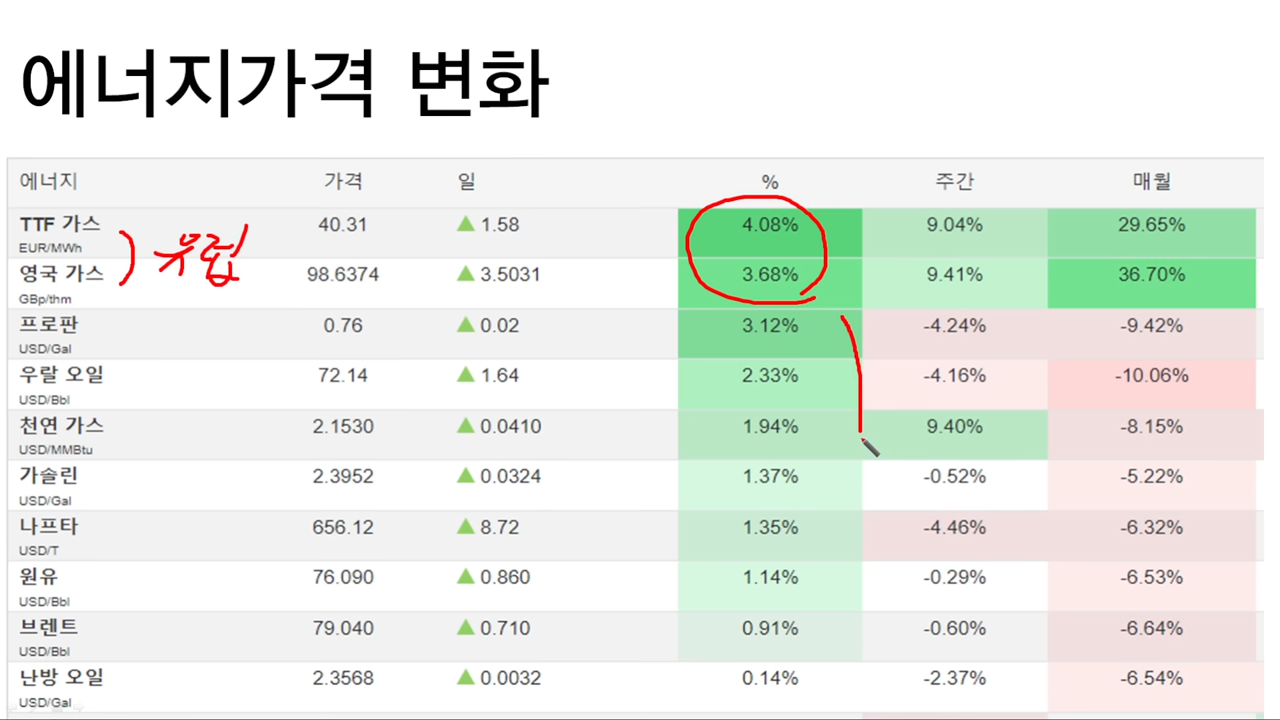 에너지가격 변화
에너지 가격 일 % 주간 매월
TTF 가스 40.31 ▲ 1.58 4.08% 9.04% 29.65%
EUR/MWh
) 유럽
영국 가스 98.6374 ▲ 3.5031 3.68% 9.41% 36.70%
GBp/thm
프로판 0.76 ▲ 0.02 3.12% -4.24% -9.42%
USD/Gal
우랄 오일 72.14 ▲ 1.64 2.33% -4.16% -10.06%
USD/Bbl
천연 가스 2.1530 ▲ 0.0410 1.94% 9.40% -8.15%
USD/MMBtu
가솔린 2.3952 ▲ 0.0324 1.37% -0.52% -5.22%
USD/Gal
나프타 656.12 ▲ 8.72 1.35% -4.46% -6.32%
USD/T
원유 76.090 ▲ 0.860 1.14% -0.29% -6.53%
USD/Bbl
브렌트 79.040 ▲ 0.710 0.91% -0.60% -6.64%
USD/Bbl
난방 오일 2.3568 ▲ 0.0032 0.14% -2.37% -6.54%
USD/Gal